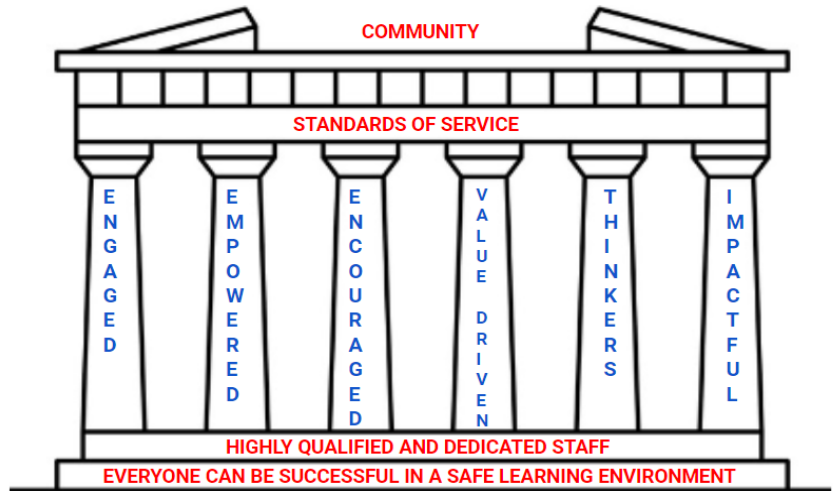 COMMUNITY
STANDARDS OF SERVICE
ENGAGED
EMPOWERED
ENCOURAGED
VALUE DRIVEN
THINKERS
IMPACTFUL
HIGHLY QUALIFIED AND DEDICATED STAFF
EVERYONE CAN BE SUCCESSFUL IN A SAFE LEARNING ENVIRONMENT